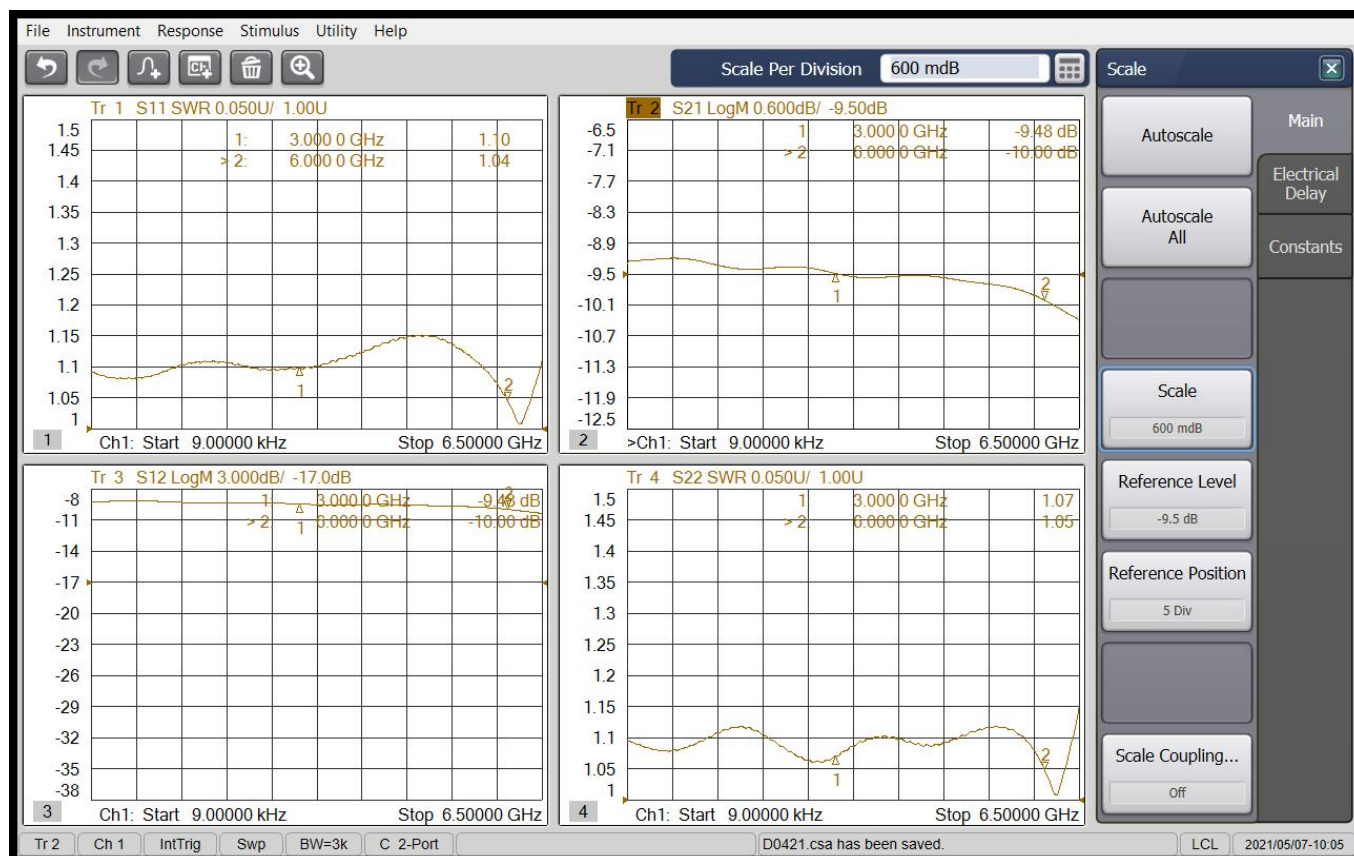 File Instrument Response Stimulus Utility Help
Scale Per Division 600 mdB
Tr 1 S11 SWR 0.050U/ 1.00U
1.5
1.45
1.4
1.35
1.3
1.25
1.2
1.15
1.1
1.05
1
1: 3.000 0 GHz 1.10
> 2: 6.000 0 GHz 1.04
1
2
1 Ch1: Start 9.00000 kHz Stop 6.50000 GHz
Tr 2 S21 LogM 0.600dB/ -9.50dB
-6.5
-7.1
-7.7
-8.3
-8.9
-9.5
-10.1
-10.7
-11.3
-11.9
-12.5
1 3.000 0 GHz -9.48 dB
> 2 6.000 0 GHz -10.00 dB
1
2
2 >Ch1: Start 9.00000 kHz Stop 6.50000 GHz
Tr 3 S12 LogM 3.000dB/ -17.0dB
-8
-11
-14
-17
-20
-23
-26
-29
-32
-35
-38
1: 3.000 0 GHz -9.48 dB
> 2 6.000 0 GHz -10.00 dB
1
2
3 Ch1: Start 9.00000 kHz Stop 6.50000 GHz
Tr 4 S22 SWR 0.050U/ 1.00U
1.5
1.45
1.4
1.35
1.3
1.25
1.2
1.15
1.1
1.05
1
1 3.000 0 GHz 1.07
> 2 6.000 0 GHz 1.05
1
2
4 Ch1: Start 9.00000 kHz Stop 6.50000 GHz
Scale
Autoscale
Autoscale
All
Scale
600 mdB
Reference Level
-9.5 dB
Reference Position
5 Div
Scale Coupling...
Off
Main
Electrical
Delay
Constants
Tr 2 Ch 1 IntTrig Swp BW=3k C 2-Port D0421.csa has been saved. LCL 2021/05/07-10:05